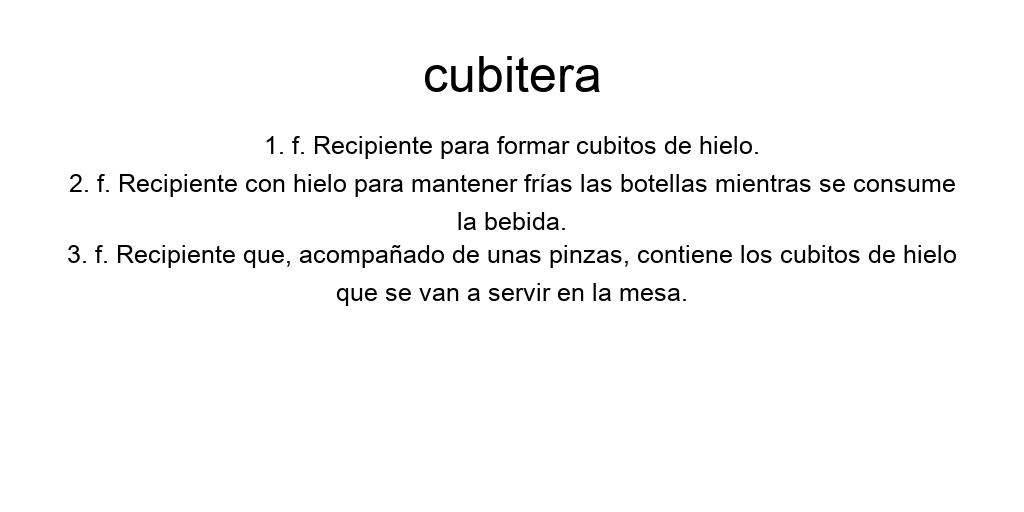 cubitera
1. f. Recipiente para formar cubitos de hielo.
2. f. Recipiente con hielo para mantener frías las botellas mientras se consume
la bebida.
3. f. Recipiente que, acompañado de unas pinzas, contiene los cubitos de hielo
que se van a servir en la mesa.